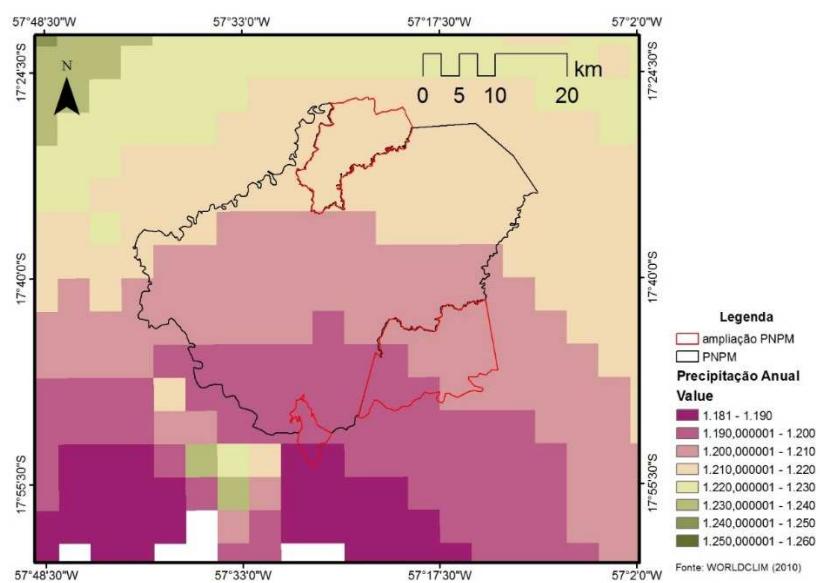 57°48'30"W 57°33'0"W 57°17'30"W 57°2'0"W
17°24'30"S
17°24'30"S
N
km
0 5 10 20
17°40'0"S
17°40'0"S
17°55'30"S
17°55'30"S
57°48'30"W 57°33'0"W 57°17'30"W 57°2'0"W
Legenda
ampliação PNPM
PNPM
Precipitação Anual
Value
1.181 - 1.190
1.190,000001 - 1.200
1.200,000001 - 1.210
1.210,000001 - 1.220
1.220,000001 - 1.230
1.230,000001 - 1.240
1.240,000001 - 1.250
1.250,000001 - 1.260
Fonte: WORLDCLIM (2010)